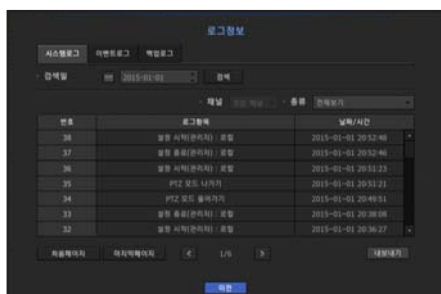 로그정보
시스템로그 이벤트로그 백업로그
· 검색일 2015-01-01 검색
· 채널 모든 채널 · 종류 전체보기
번호 로그항목 날짜/시간
38 설정 시작(관리자) : 로컬 2015-01-01 20:52:46
37 설정 종료(관리자) : 로컬 2015-01-01 20:52:46
36 설정 시작(관리자) : 로컬 2015-01-01 20:51:23
35 PTZ 모드 나가기 2015-01-01 20:51:21
34 PTZ 모드 들어가기 2015-01-01 20:49:51
33 설정 종료(관리자) : 로컬 2015-01-01 20:38:08
32 설정 시작(관리자) : 로컬 2015-01-01 20:36:27
처음페이지 마지막페이지 < 1/6 > 내보내기
이전